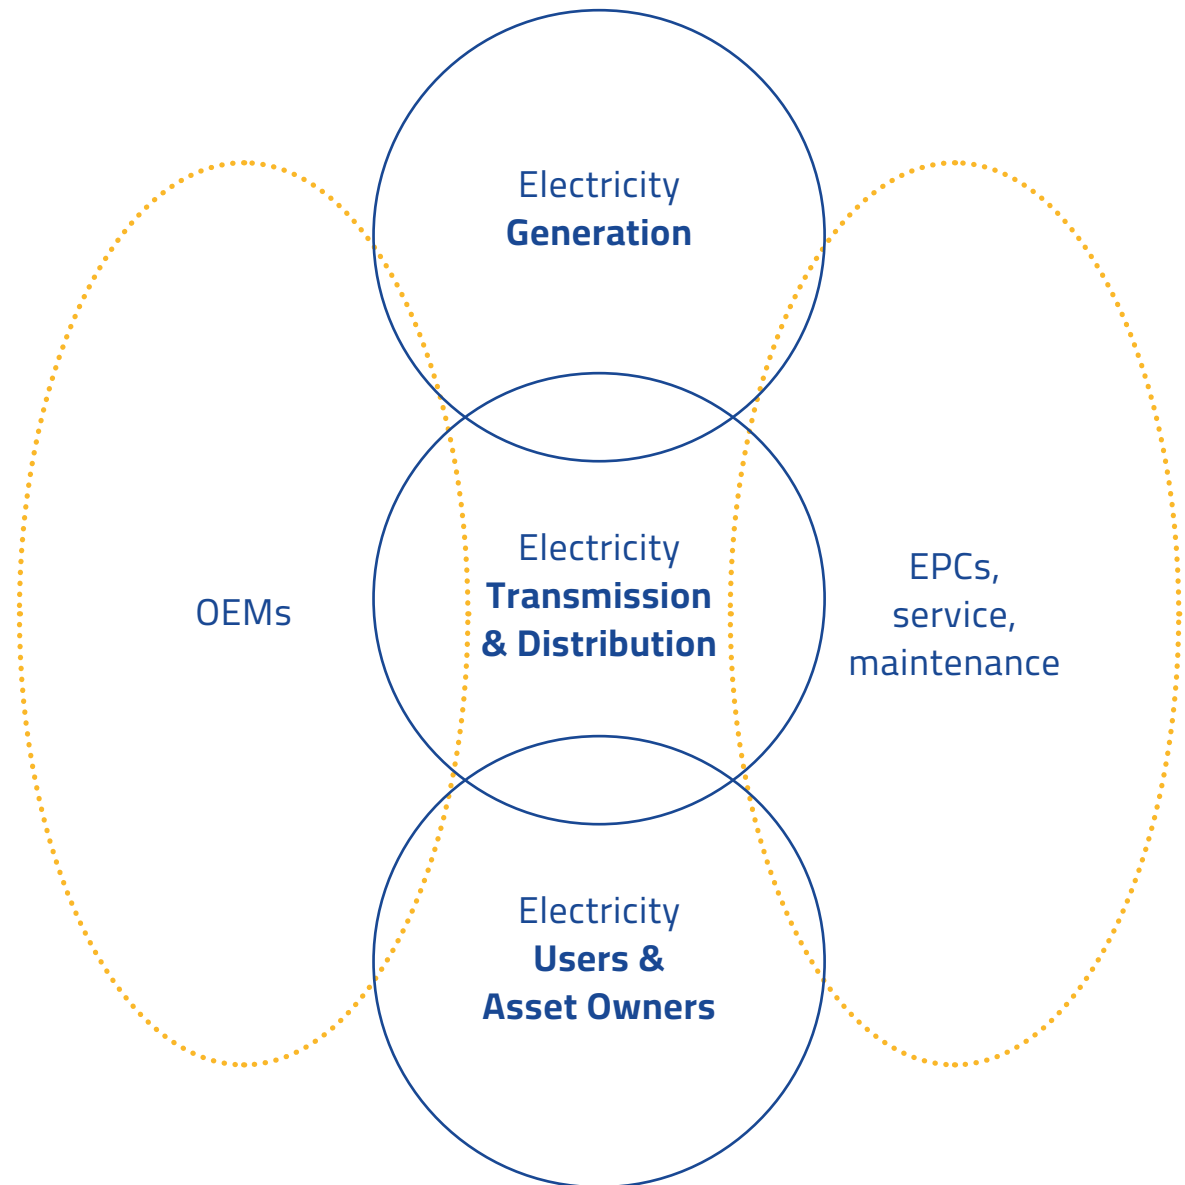 Electricity
Generation
OEMs
Electricity
Transmission
& Distribution
EPCs,
service,
maintenance
Electricity
Users &
Asset Owners